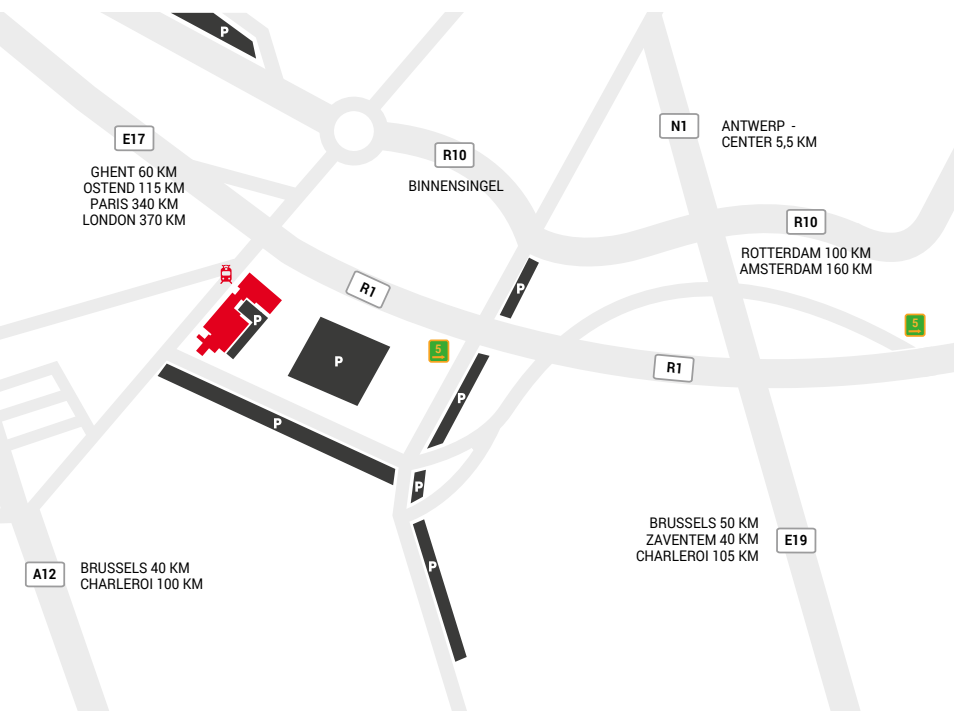 P
E17
GHENT 60 KM
OSTEND 115 KM
PARIS 340 KM
LONDON 370 KM
R10
BINNENSINGEL
N1
ANTWERP -
CENTER 5,5 KM
R10
ROTTERDAM 100 KM
AMSTERDAM 160 KM
R1
P
P
5
5
P
R1
P
P
P
P
BRUSSELS 50 KM
ZAVENTEM 40 KM
CHARLEROI 105 KM
E19
A12
BRUSSELS 40 KM
CHARLEROI 100 KM